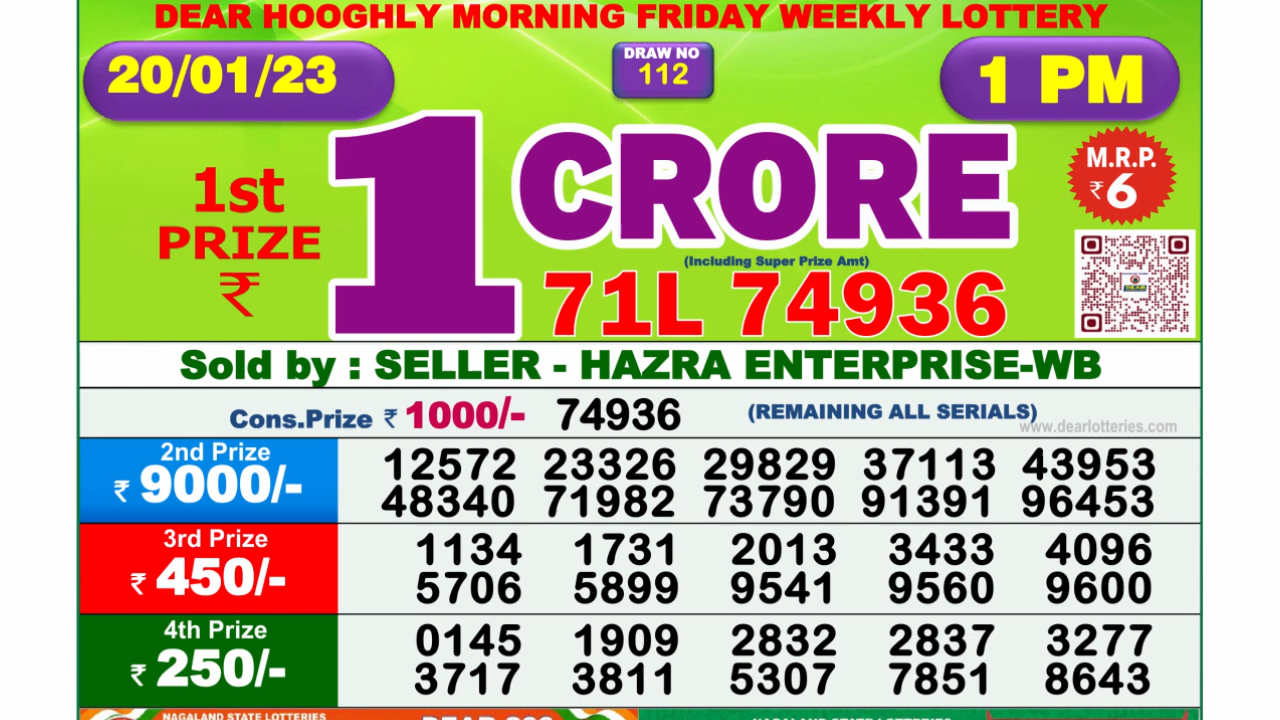 DEAR HOOGHLY MORNING FRIDAY WEEKLY LOTTERY
20/01/23
DRAW NO
112
1 PM
1st
PRIZE
₹
1 CRORE
(Including Super Prize Amt)
71L 74936
M.R.P.
₹ 6
Sold by : SELLER - HAZRA ENTERPRISE-WB
Cons.Prize ₹ 1000/- 74936 (REMAINING ALL SERIALS)
www.dearlotteries.com
2nd Prize
₹ 9000/-
12572 23326 29829 37113 43953
48340 71982 73790 91391 96453
3rd Prize
₹ 450/-
1134 1731 2013 3433 4096
5706 5899 9541 9560 9600
4th Prize
₹ 250/-
0145 1909 2832 2837 3277
3717 3811 5307 7851 8643
NAGALAND STATE LOTTERIES
NAGALAND STATE LOTTERIES